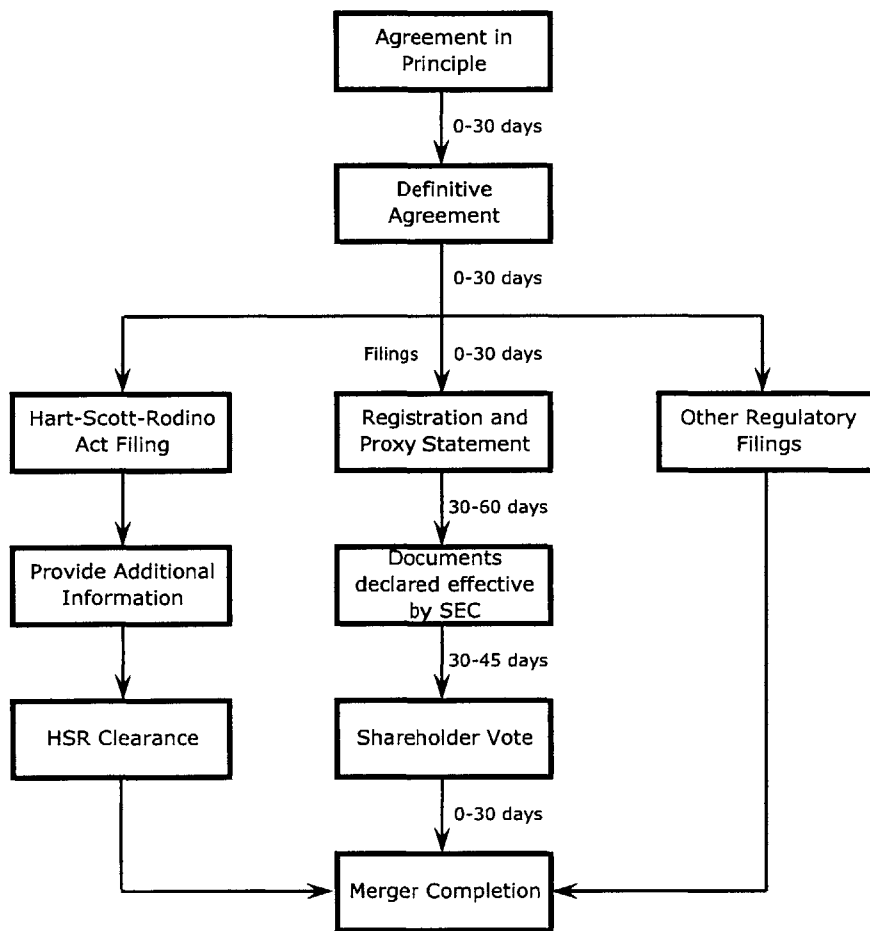 Agreement in
Principle
0-30 days
Definitive
Agreement
0-30 days
Filings
0-30 days
Hart-Scott-Rodino
Act Filing
Registration and
Proxy Statement
Other Regulatory
Filings
30-60 days
Provide Additional
Information
Documents
declared effective
by SEC
30-45 days
HSR Clearance
Shareholder Vote
0-30 days
Merger Completion